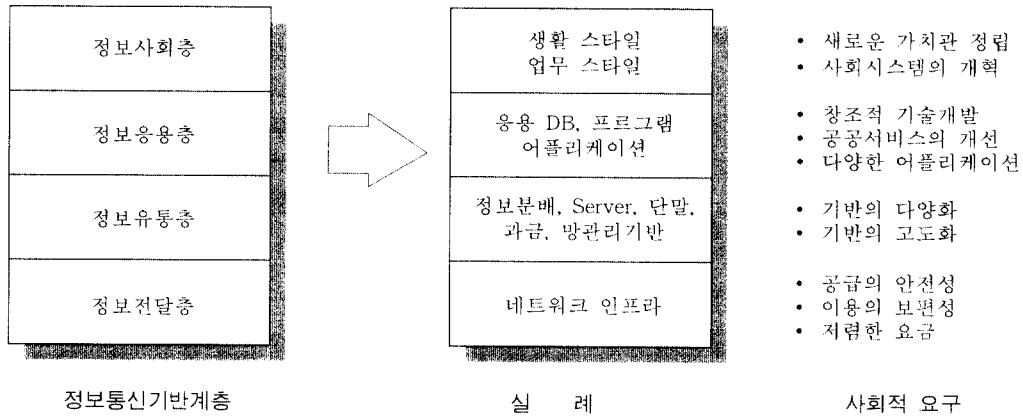 정보사회층
정보응용층
정보유통층
정보전달층
정보통신기반계층
생활 스타일
업무 스타일
응용 DB, 프로그램
어플리케이션
정보분배, Server, 단말,
과금, 망관리기반
네트워크 인프라
실 례
• 새로운 가치관 정립
• 사회시스템의 개혁
• 창조적 기술개발
• 공공서비스의 개선
• 다양한 어플리케이션
• 기반의 다양화
• 기반의 고도화
• 공급의 안전성
• 이용의 보편성
• 저렴한 요금
사회적 요구